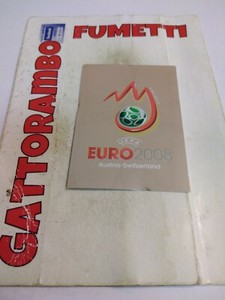 GATTORAMBO
FUMETTI
UEFA
EURO2008
Austria-Switzerland